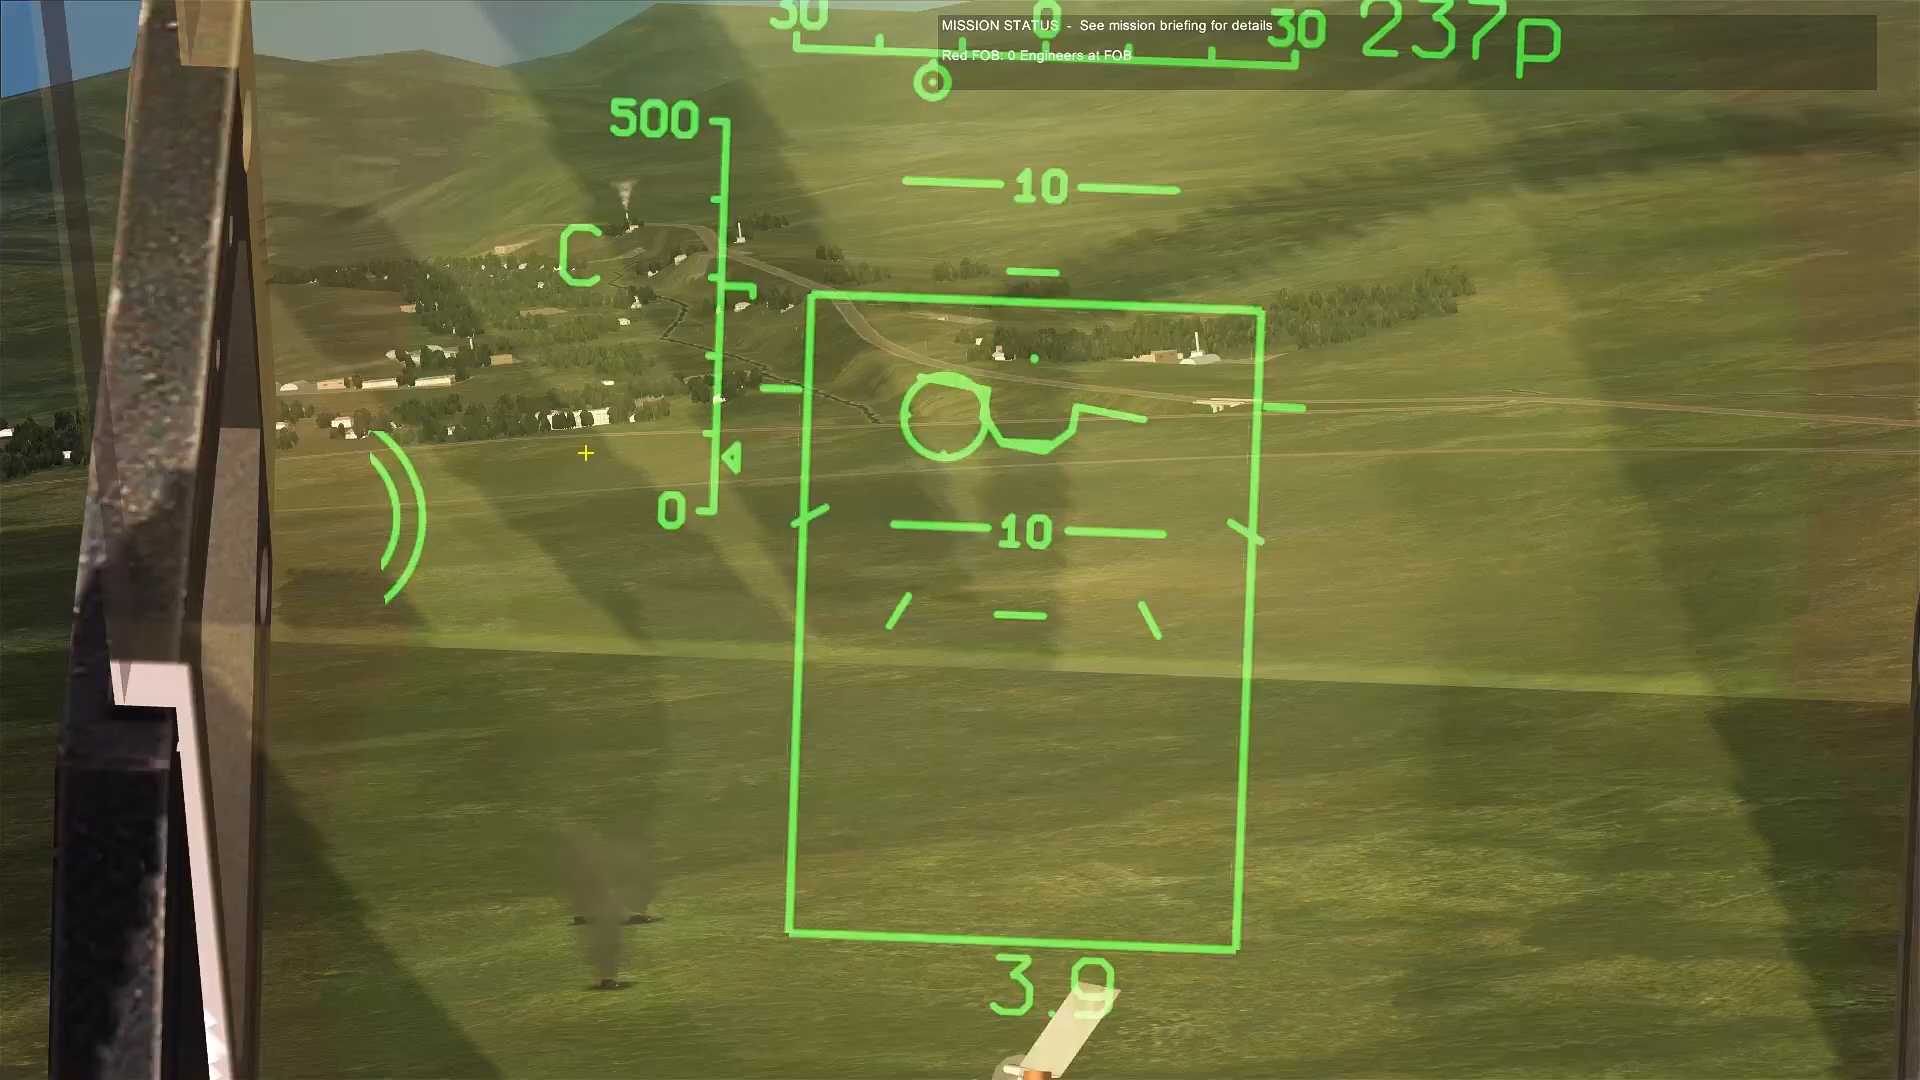 30 0 30 237p
MISSION STATUS - See mission briefing for details
Red FOB: 0 Engineers at FOB
500
10
C
0
10
3.9